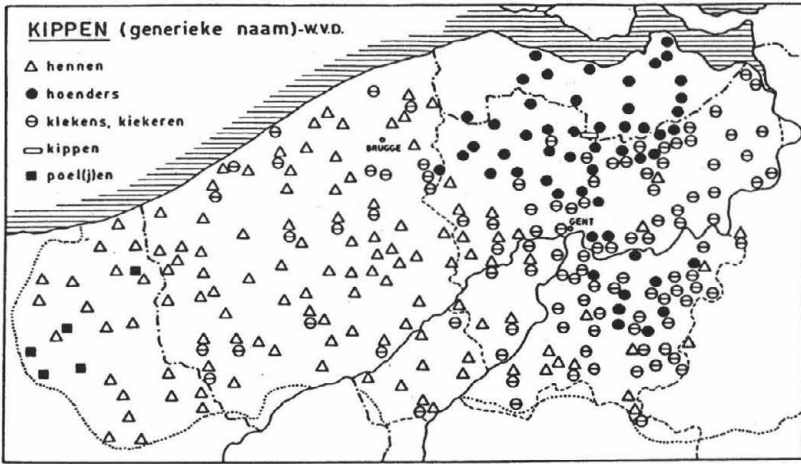 KIPPEN (generieke naam)-W.V.D.
hennen
hoenders
kiekens, kiekeren
kippen
poel(j)en
BRUGGE
GENT